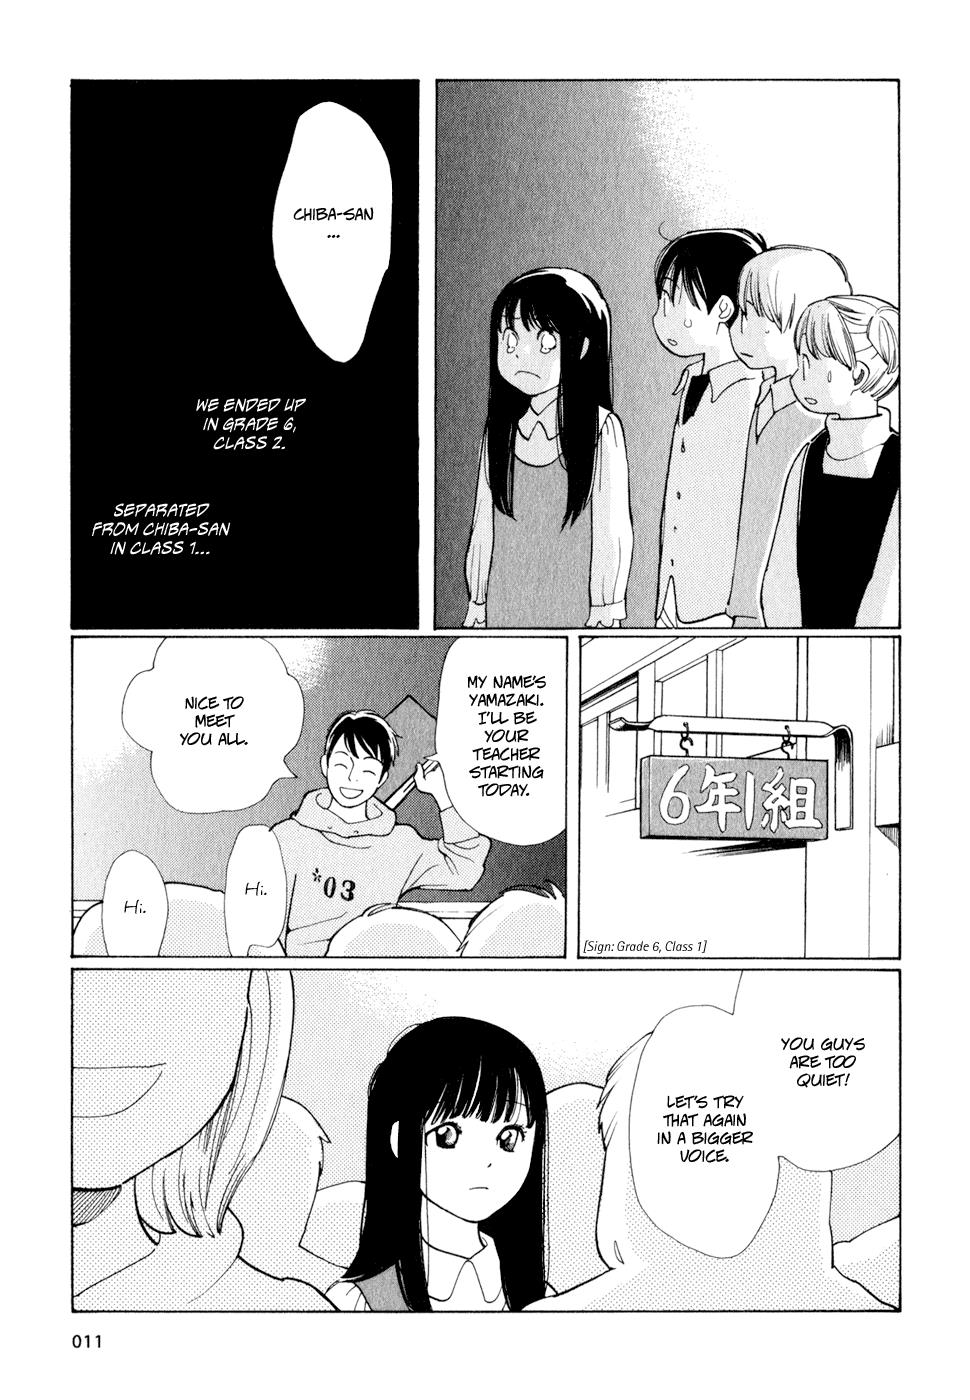 CHIBA-SAN
...
WE ENDED UP
IN GRADE 6,
CLASS 2.
SEPARATED
FROM CHIBA-SAN
IN CLASS 1...
6年1組
[Sign: Grade 6, Class 1]
MY NAME'S
YAMAZAKI.
I'LL BE
YOUR
TEACHER
STARTING
TODAY.
NICE TO
MEET
YOU ALL.
'03
Hi.
Hi.
YOU GUYS
ARE TOO
QUIET!
LET'S TRY
THAT AGAIN
IN A BIGGER
VOICE.
011